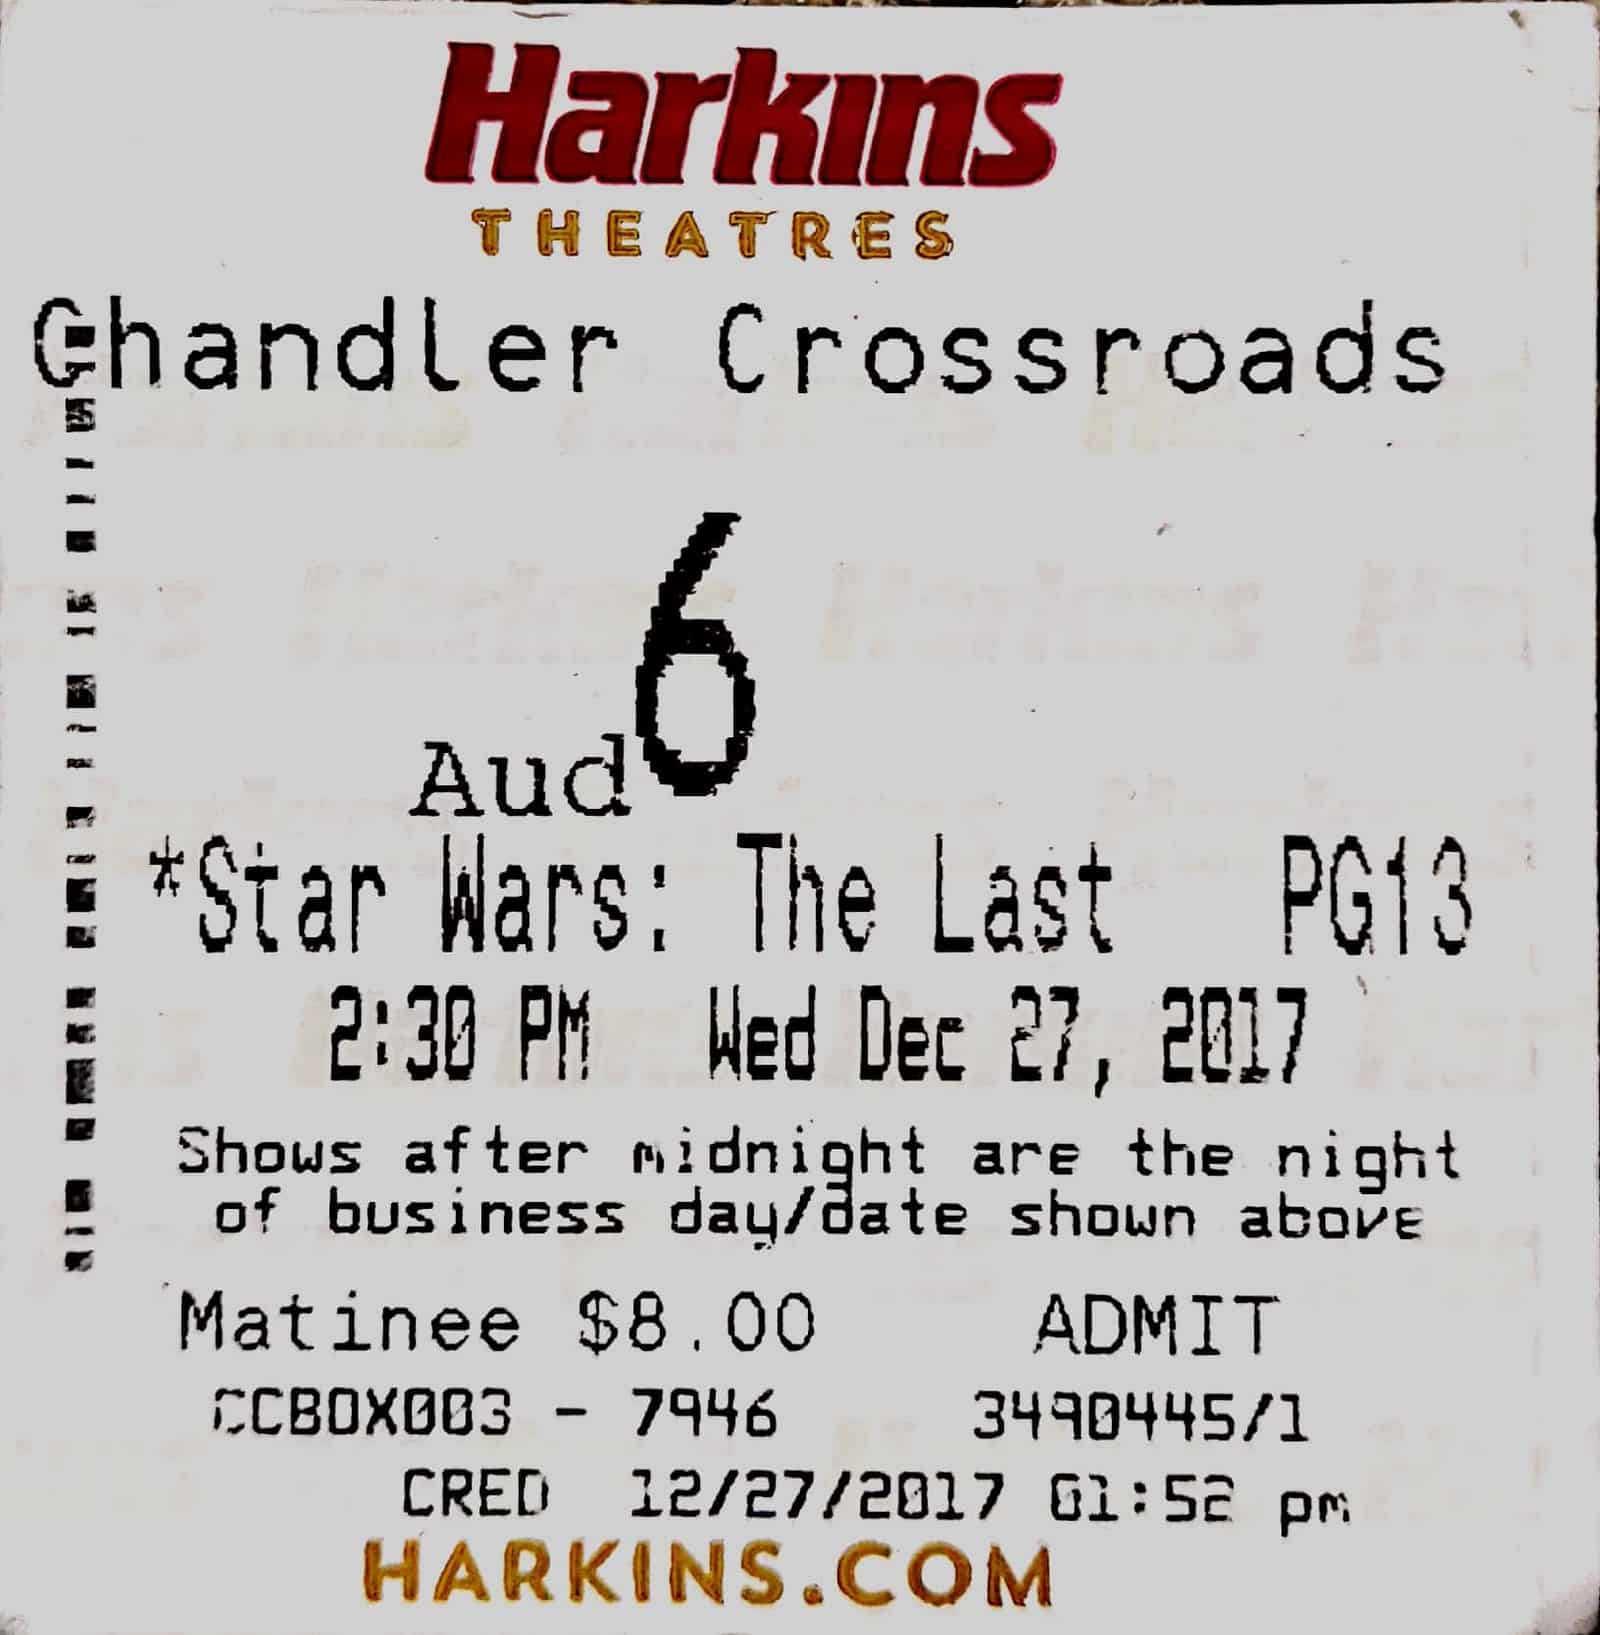 Harkins
THEATRES
Chandler Crossroads
Aud 6
*Star Wars: The Last PG13
2:30 PM Wed Dec 27, 2017
Shows after midnight are the night
of business day/date shown above
Matinee $8.00 ADMIT
CCBOX003 - 7946 3490445/1
CRED 12/27/2017 01:52 pm
HARKINS.COM